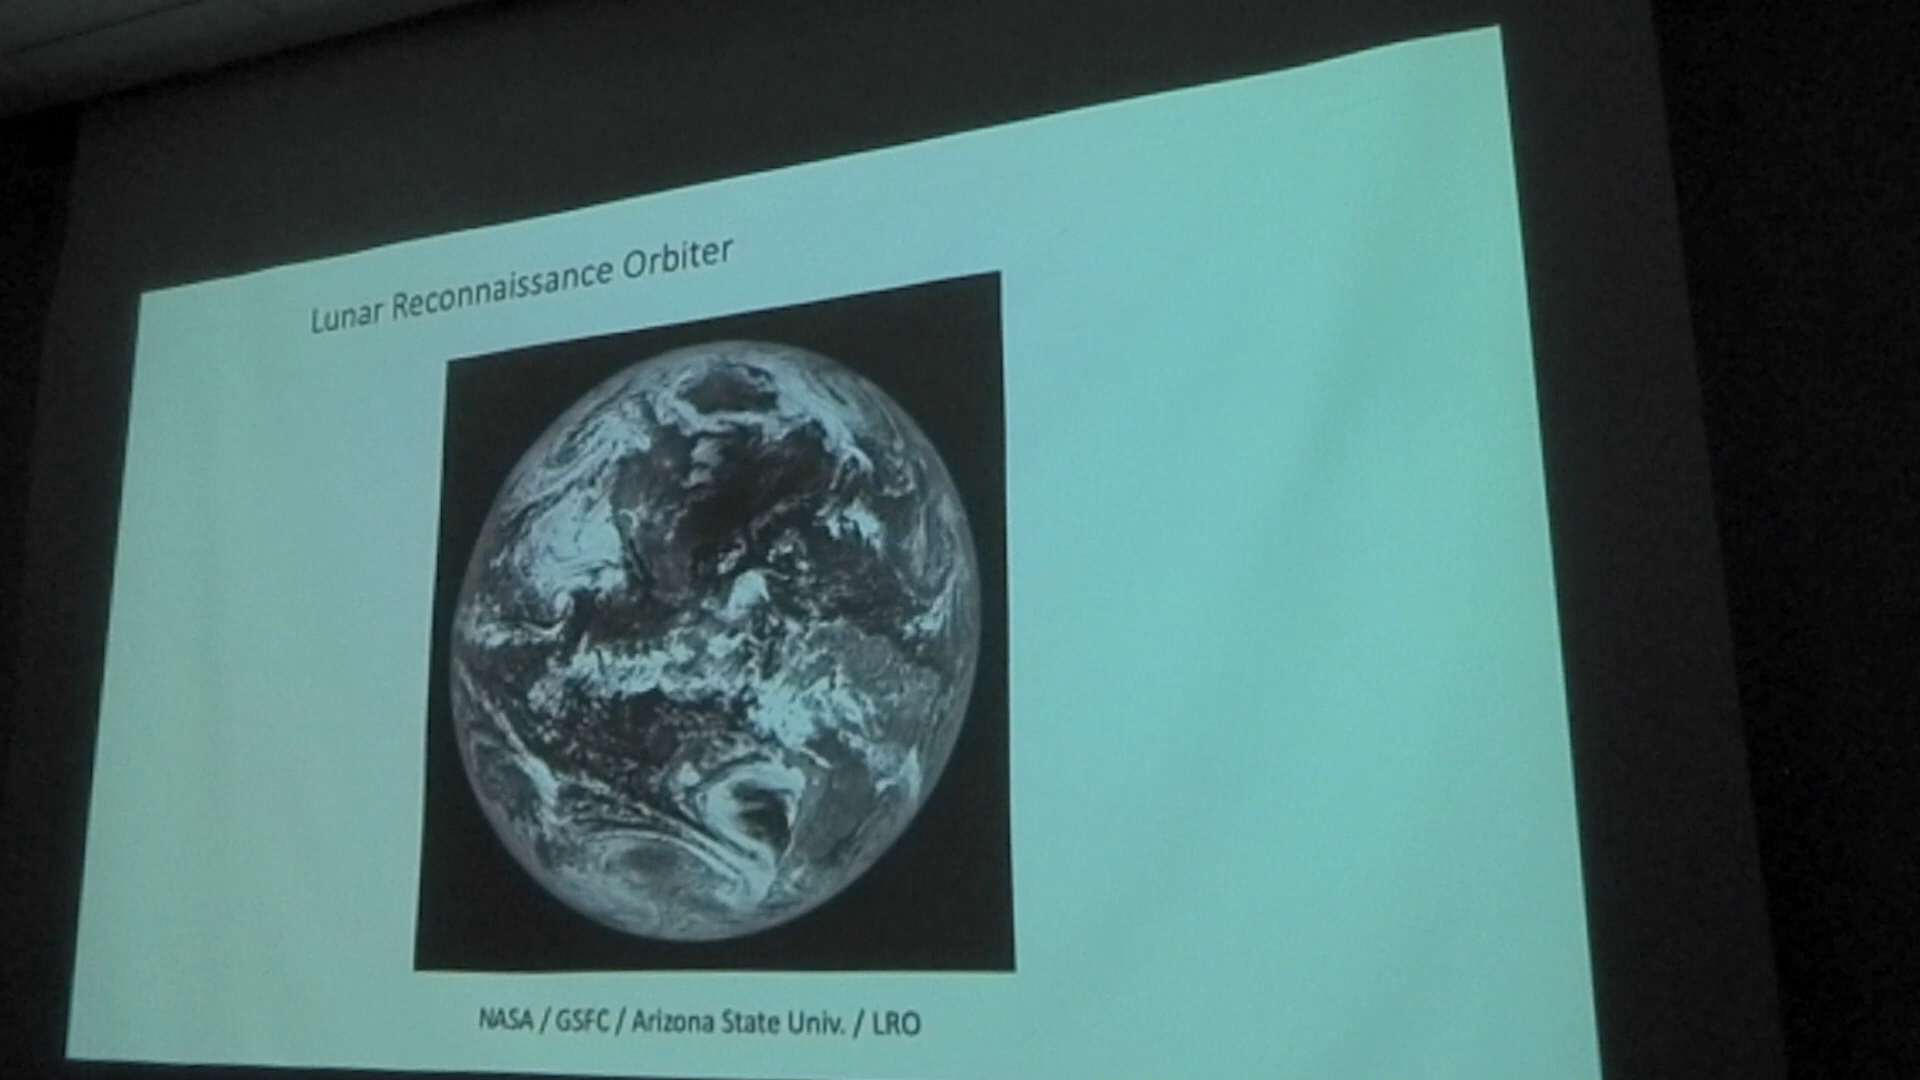 Lunar Reconnaissance Orbiter
NASA / GSFC / Arizona State Univ. / LRO